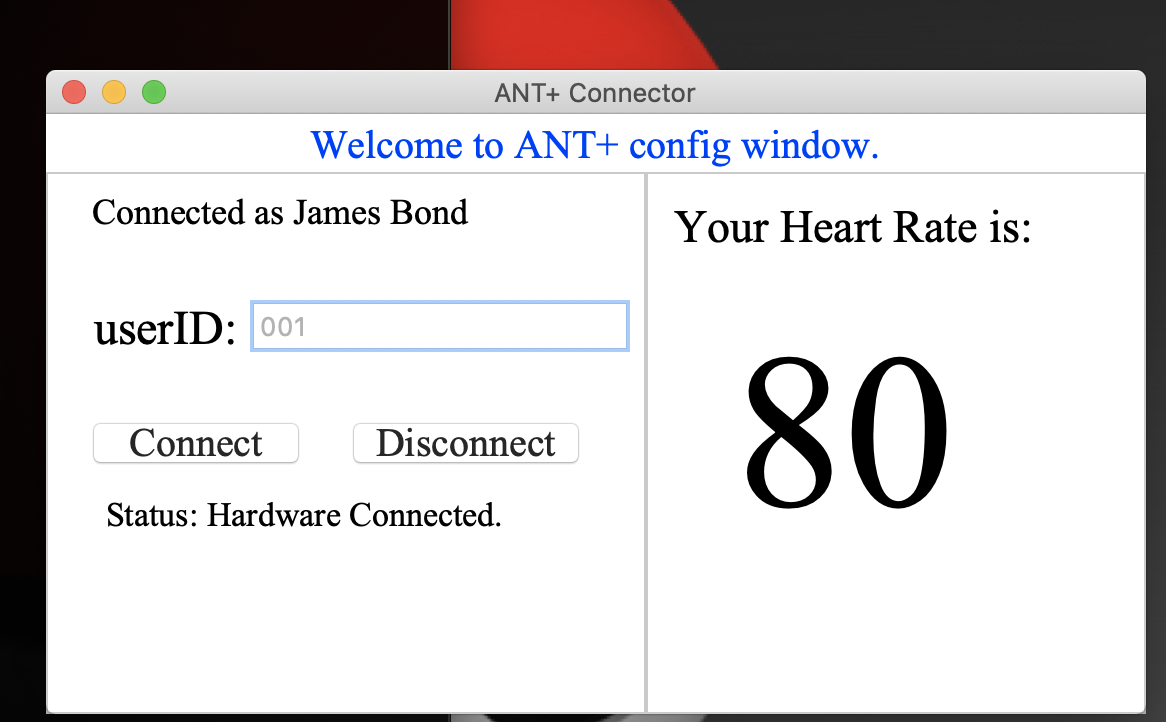 ANT+ Connector
Welcome to ANT+ config window.
Connected as James Bond
userID: 001
Connect Disconnect
Status: Hardware Connected.
Your Heart Rate is:
80